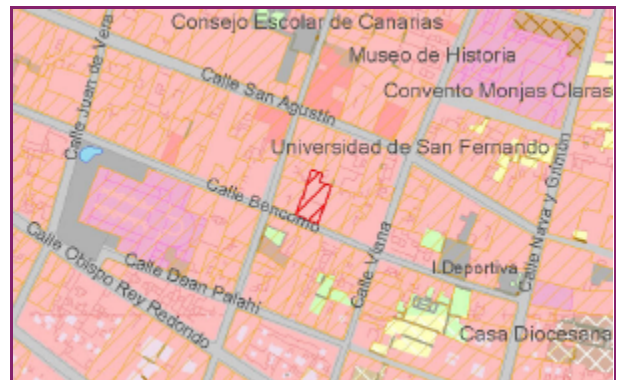 Consejo Escolar de Canarias
Museo de Historia
Calle Juan de Vera
Calle San Agustín
Convento Monjas Claras
Universidad de San Fernando
Calle Bencomo
Calle Viana
Calle Nava y Grimón
I.Deportiva
Calle Obispo Rey Redondo
Calle Dean Palahi
Casa Diocesana